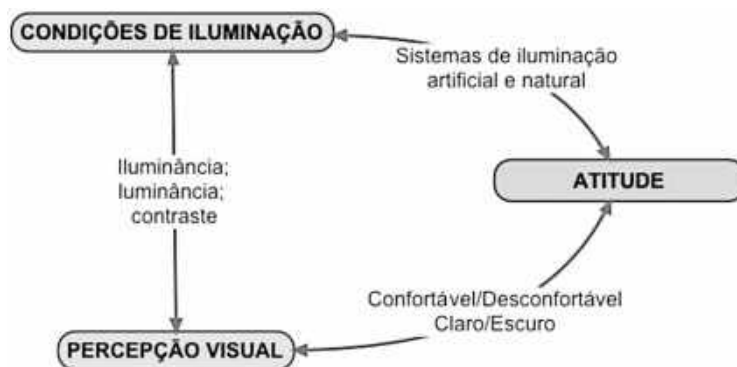 CONDIÇÕES DE ILUMINAÇÃO
Sistemas de iluminação
artificial e natural
Iluminância;
luminância;
contraste
ATITUDE
Confortável/Desconfortável
Claro/Escuro
PERCEPÇÃO VISUAL